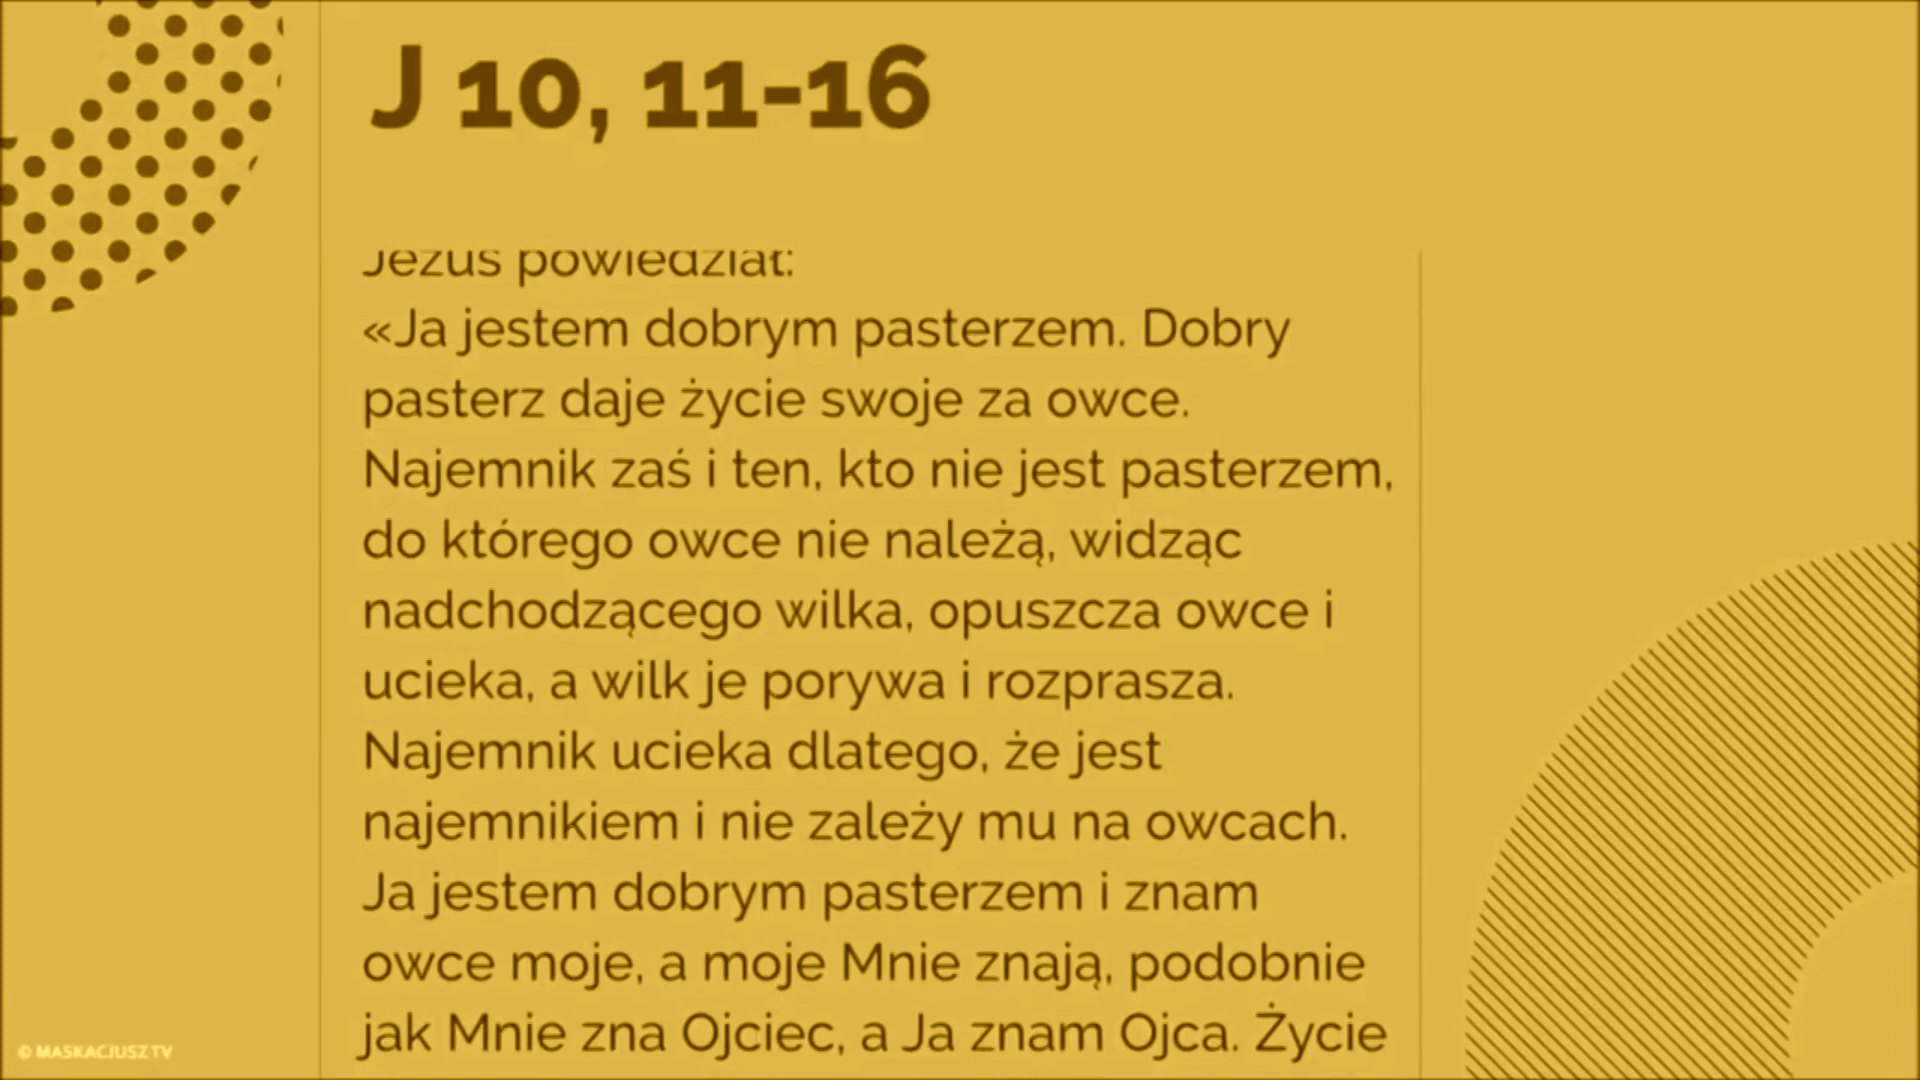 J 10, 11-16
Jezus powiedział:
«Ja jestem dobrym pasterzem. Dobry
pasterz daje życie swoje za owce.
Najemnik zaś i ten, kto nie jest pasterzem,
do którego owce nie należą, widząc
nadchodzącego wilka, opuszcza owce i
ucieka, a wilk je porywa i rozprasza.
Najemnik ucieka dlatego, że jest
najemnikiem i nie zależy mu na owcach.
Ja jestem dobrym pasterzem i znam
owce moje, a moje Mnie znają, podobnie
jak Mnie zna Ojciec, a Ja znam Ojca. Życie
© MASKACJUSZ TV